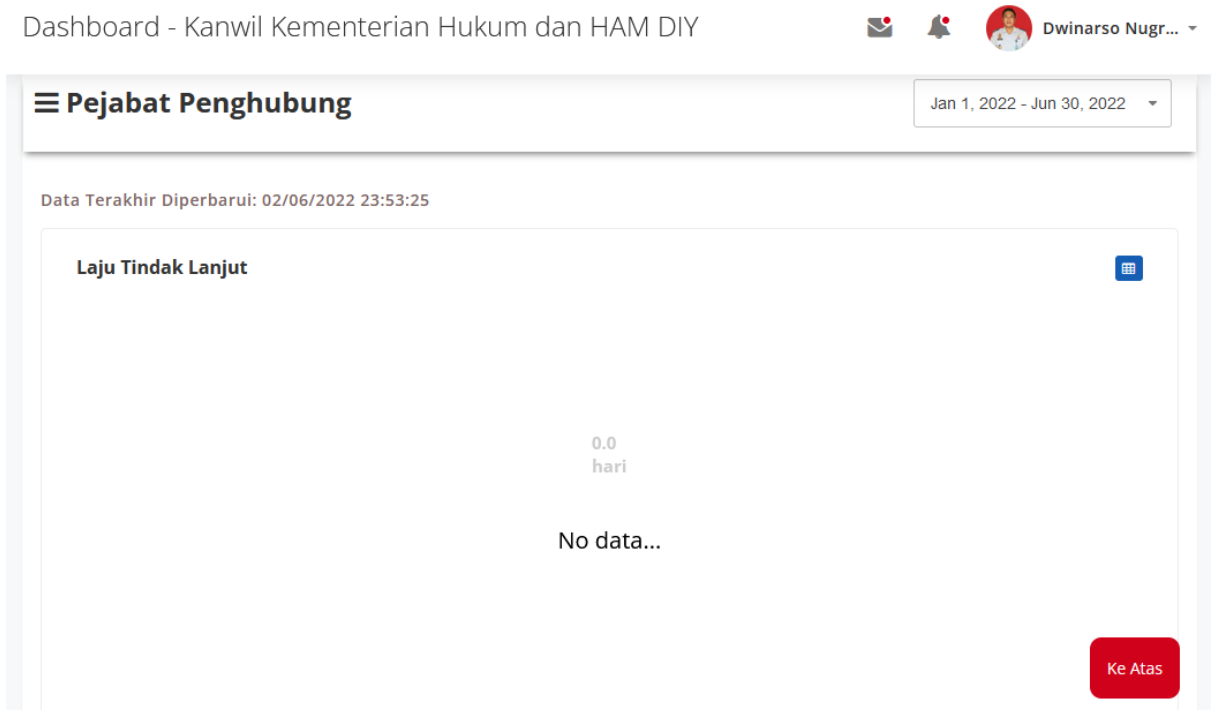 Dashboard - Kanwil Kementerian Hukum dan HAM DIY
Dwinarso Nugr...
Pejabat Penghubung
Jan 1, 2022 - Jun 30, 2022
Data Terakhir Diperbarui: 02/06/2022 23:53:25
Laju Tindak Lanjut
0.0
hari
No data...
Ke Atas